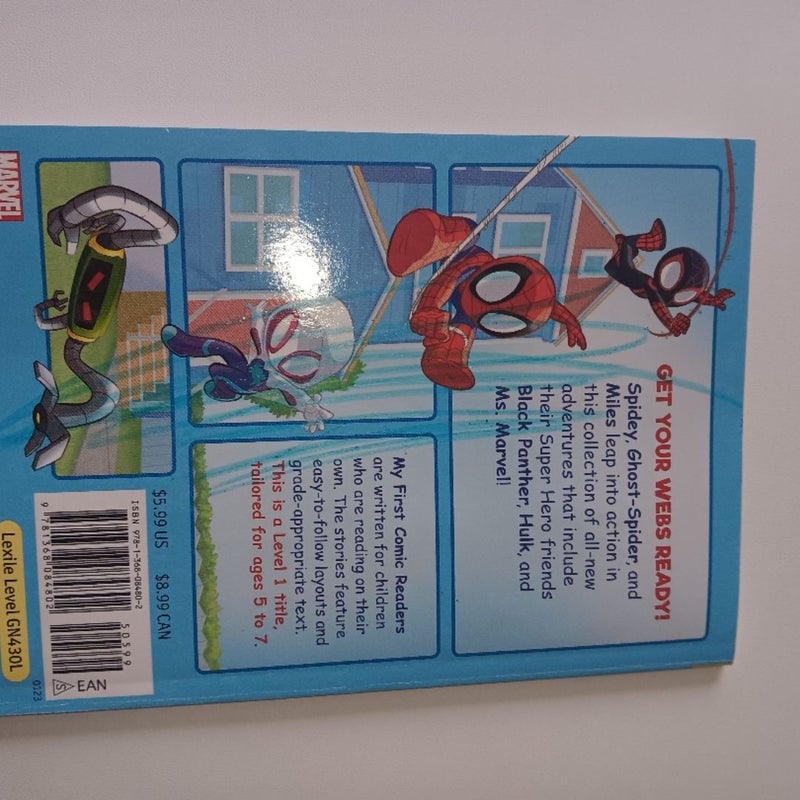 GET YOUR WEBS READY!
Spidey, Ghost-Spider, and
Miles leap into action in
this collection of all-new
adventures that include
their Super Hero friends
Black Panther, Hulk, and
Ms. Marvel!
My First Comic Readers
are written for children
who are reading on their
own. The stories feature
easy-to-follow layouts and
grade-appropriate text.
This is a Level 1 title,
tailored for ages 5 to 7.
MARVEL
$5.99 US $8.99 CAN
ISBN 978-1-368-08480-2
50599
9 781368 084802
EAN
Lexile Level GN430L
0123